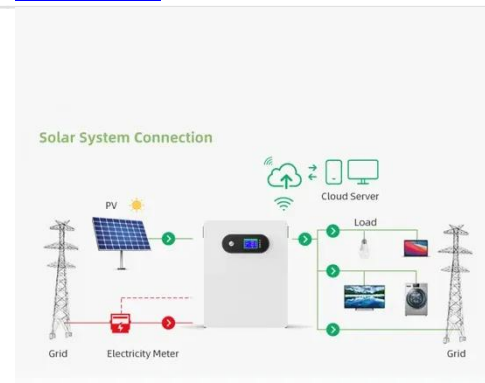 Solar System Connection
Cloud Server
PV
Load
Grid
Electricity Meter
Grid